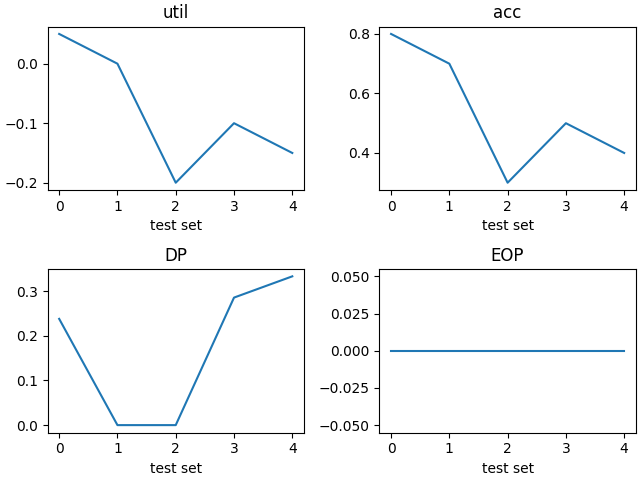 util
0.0
−0.1
−0.2
0 1 2 3 4
test set
acc
0.8
0.6
0.4
0 1 2 3 4
test set
DP
0.3
0.2
0.1
0.0
0 1 2 3 4
test set
EOP
0.050
0.025
0.000
−0.025
−0.050
0 1 2 3 4
test set